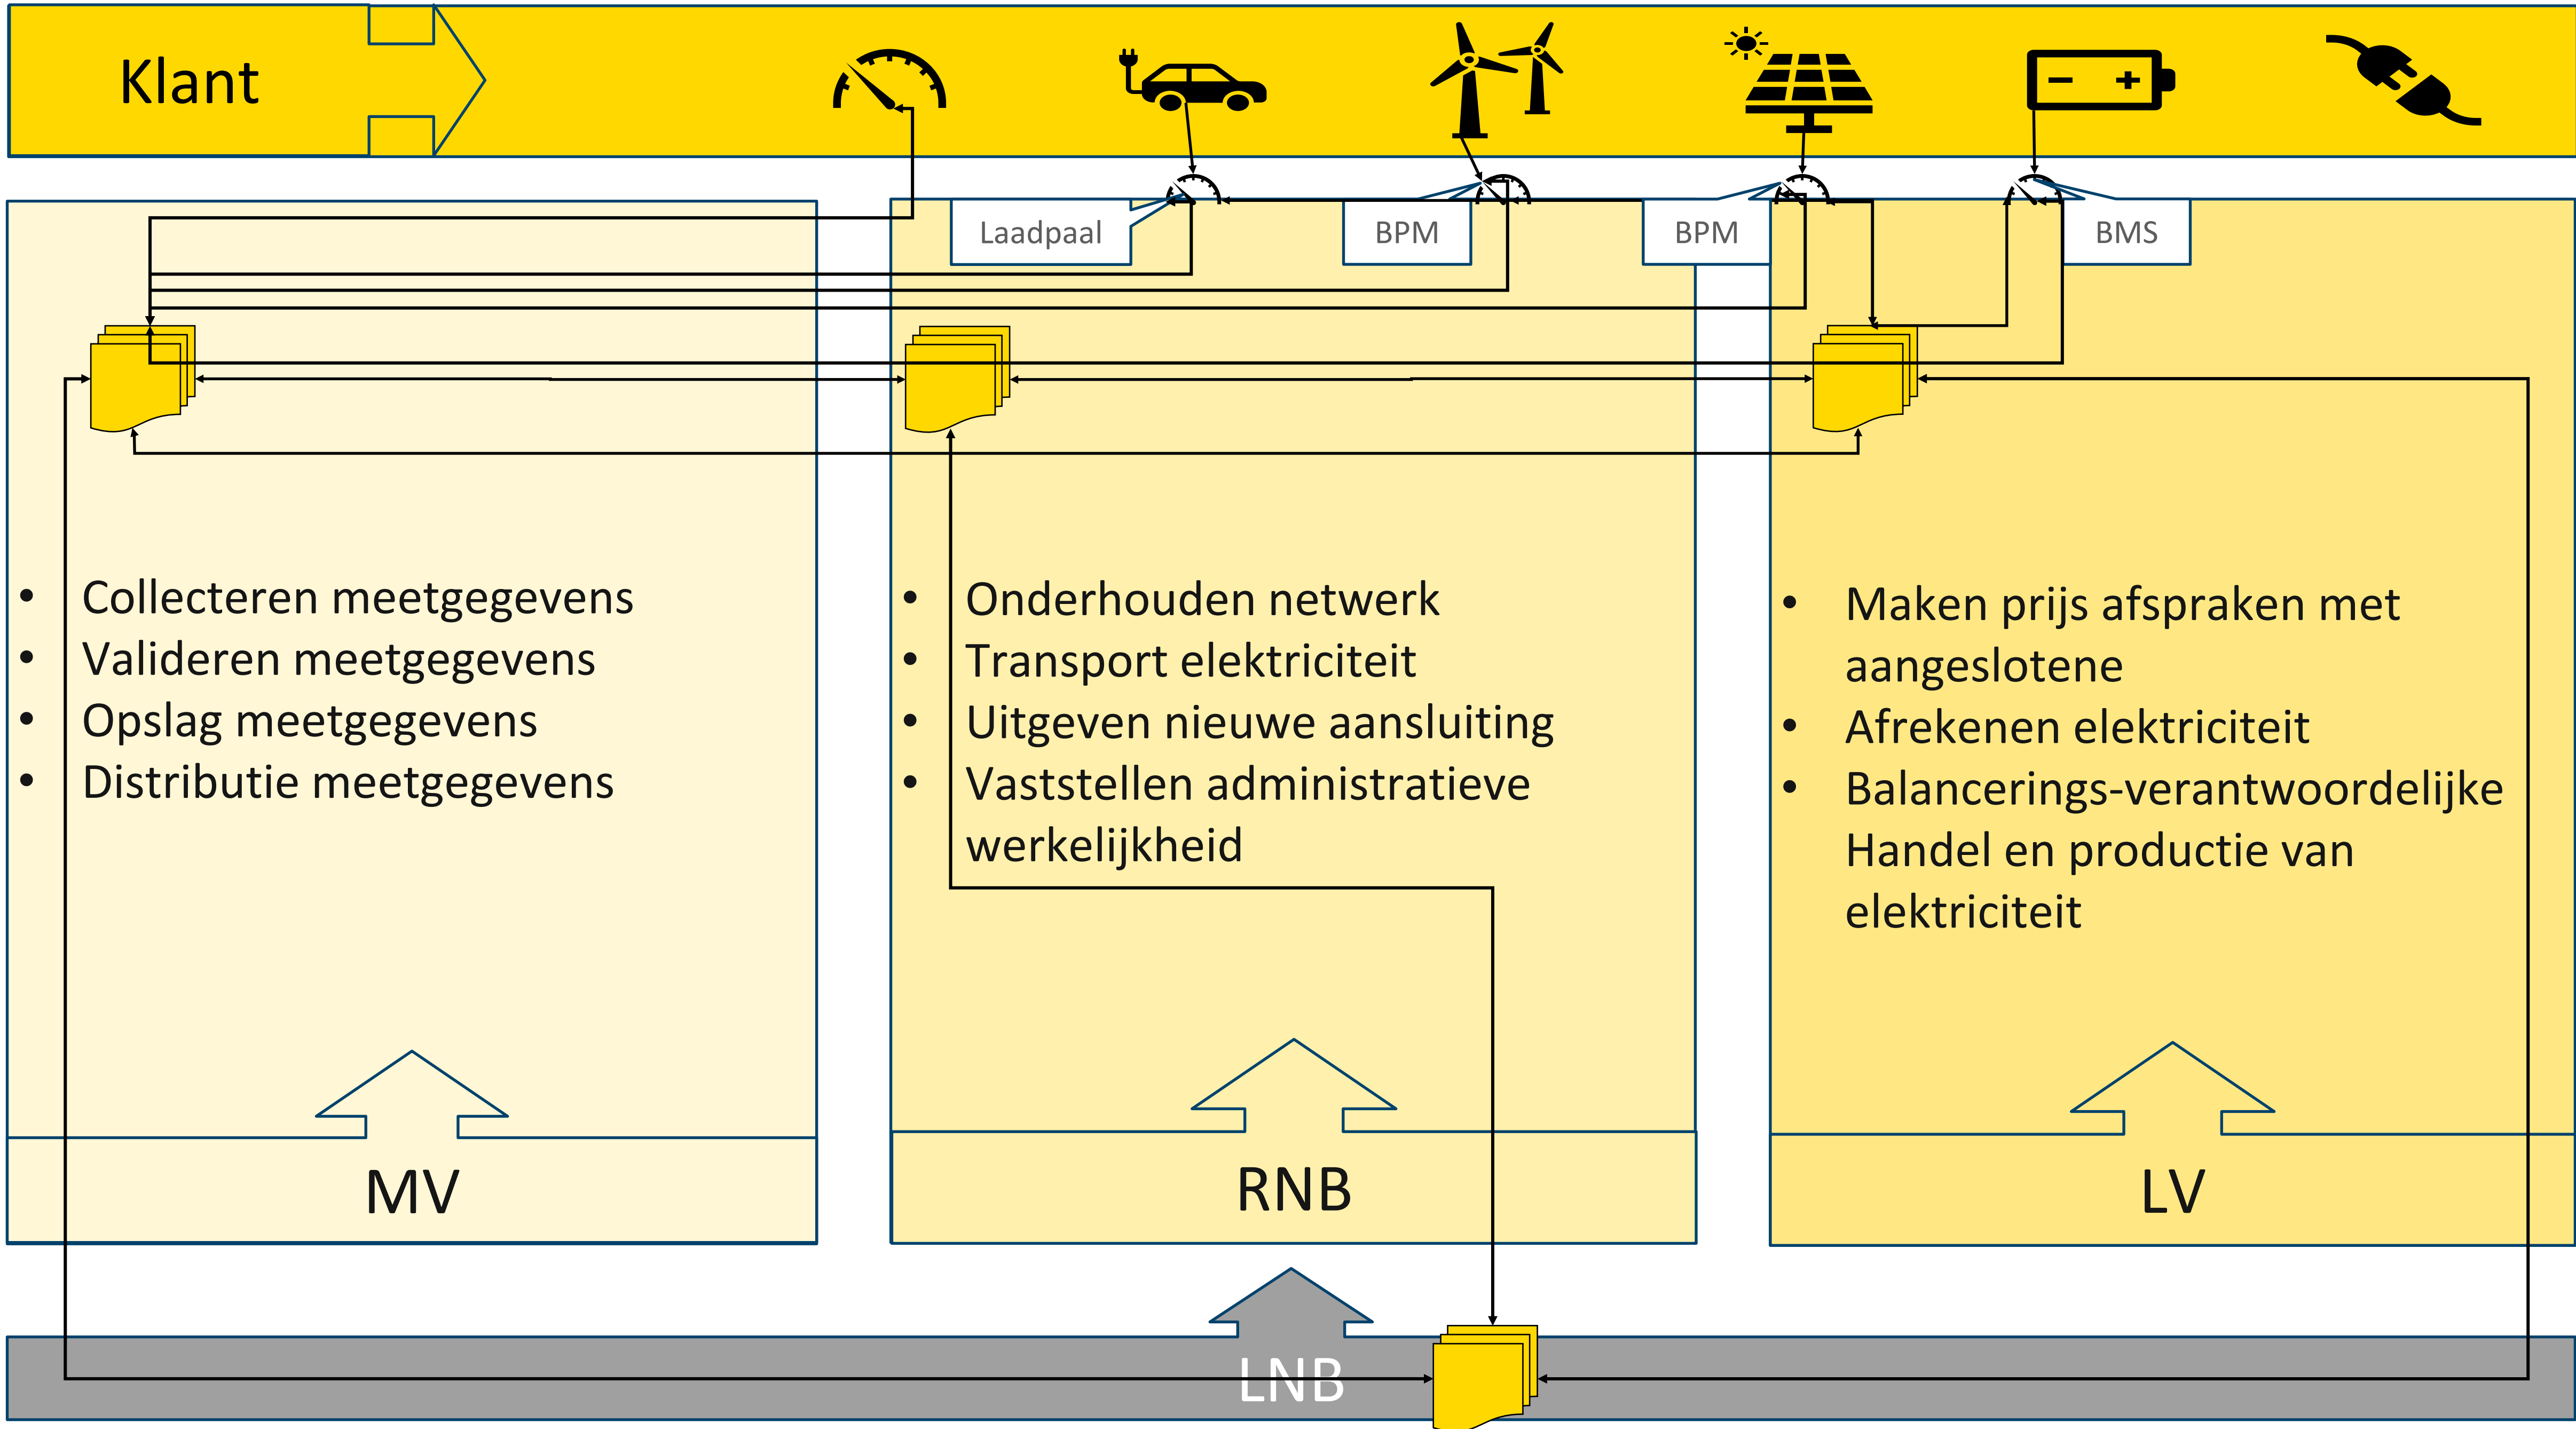 Klant
Laadpaal
BPM
BPM
BMS
• Collecteren meetgegevens
• Valideren meetgegevens
• Opslag meetgegevens
• Distributie meetgegevens
• Onderhouden netwerk
• Transport elektriciteit
• Uitgeven nieuwe aansluiting
• Vaststellen administratieve
werkelijkheid
• Maken prijs afspraken met
aangeslotene
• Afrekenen elektriciteit
• Balancerings-verantwoordelijke
Handel en productie van
elektriciteit
MV
RNB
LV
LNB